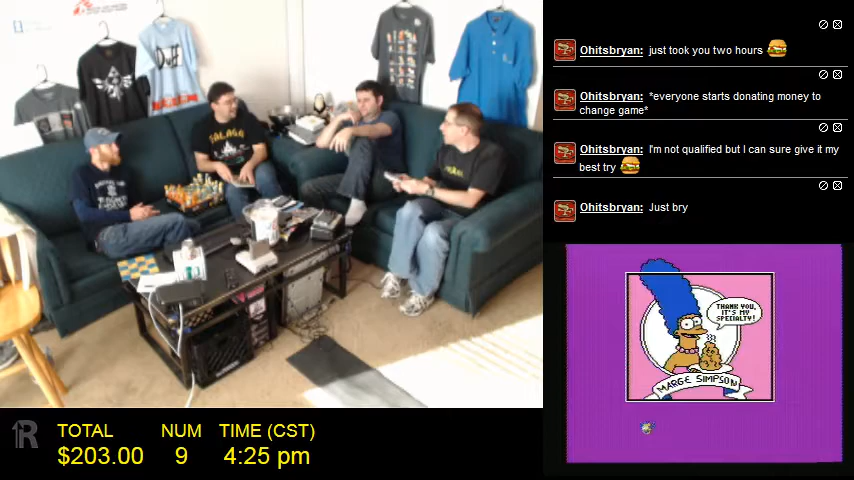 DUFF
GALAGA
Ohitsbryan: just took you two hours
Ohitsbryan: *everyone starts donating money to
change game*
Ohitsbryan: I'm not qualified but I can sure give it my
best try
Ohitsbryan: Just bry
THANK YOU,
IT'S MY
SPECIALTY!
MARGE SIMPSON
TOTAL NUM TIME (CST)
$203.00 9 4:25 pm